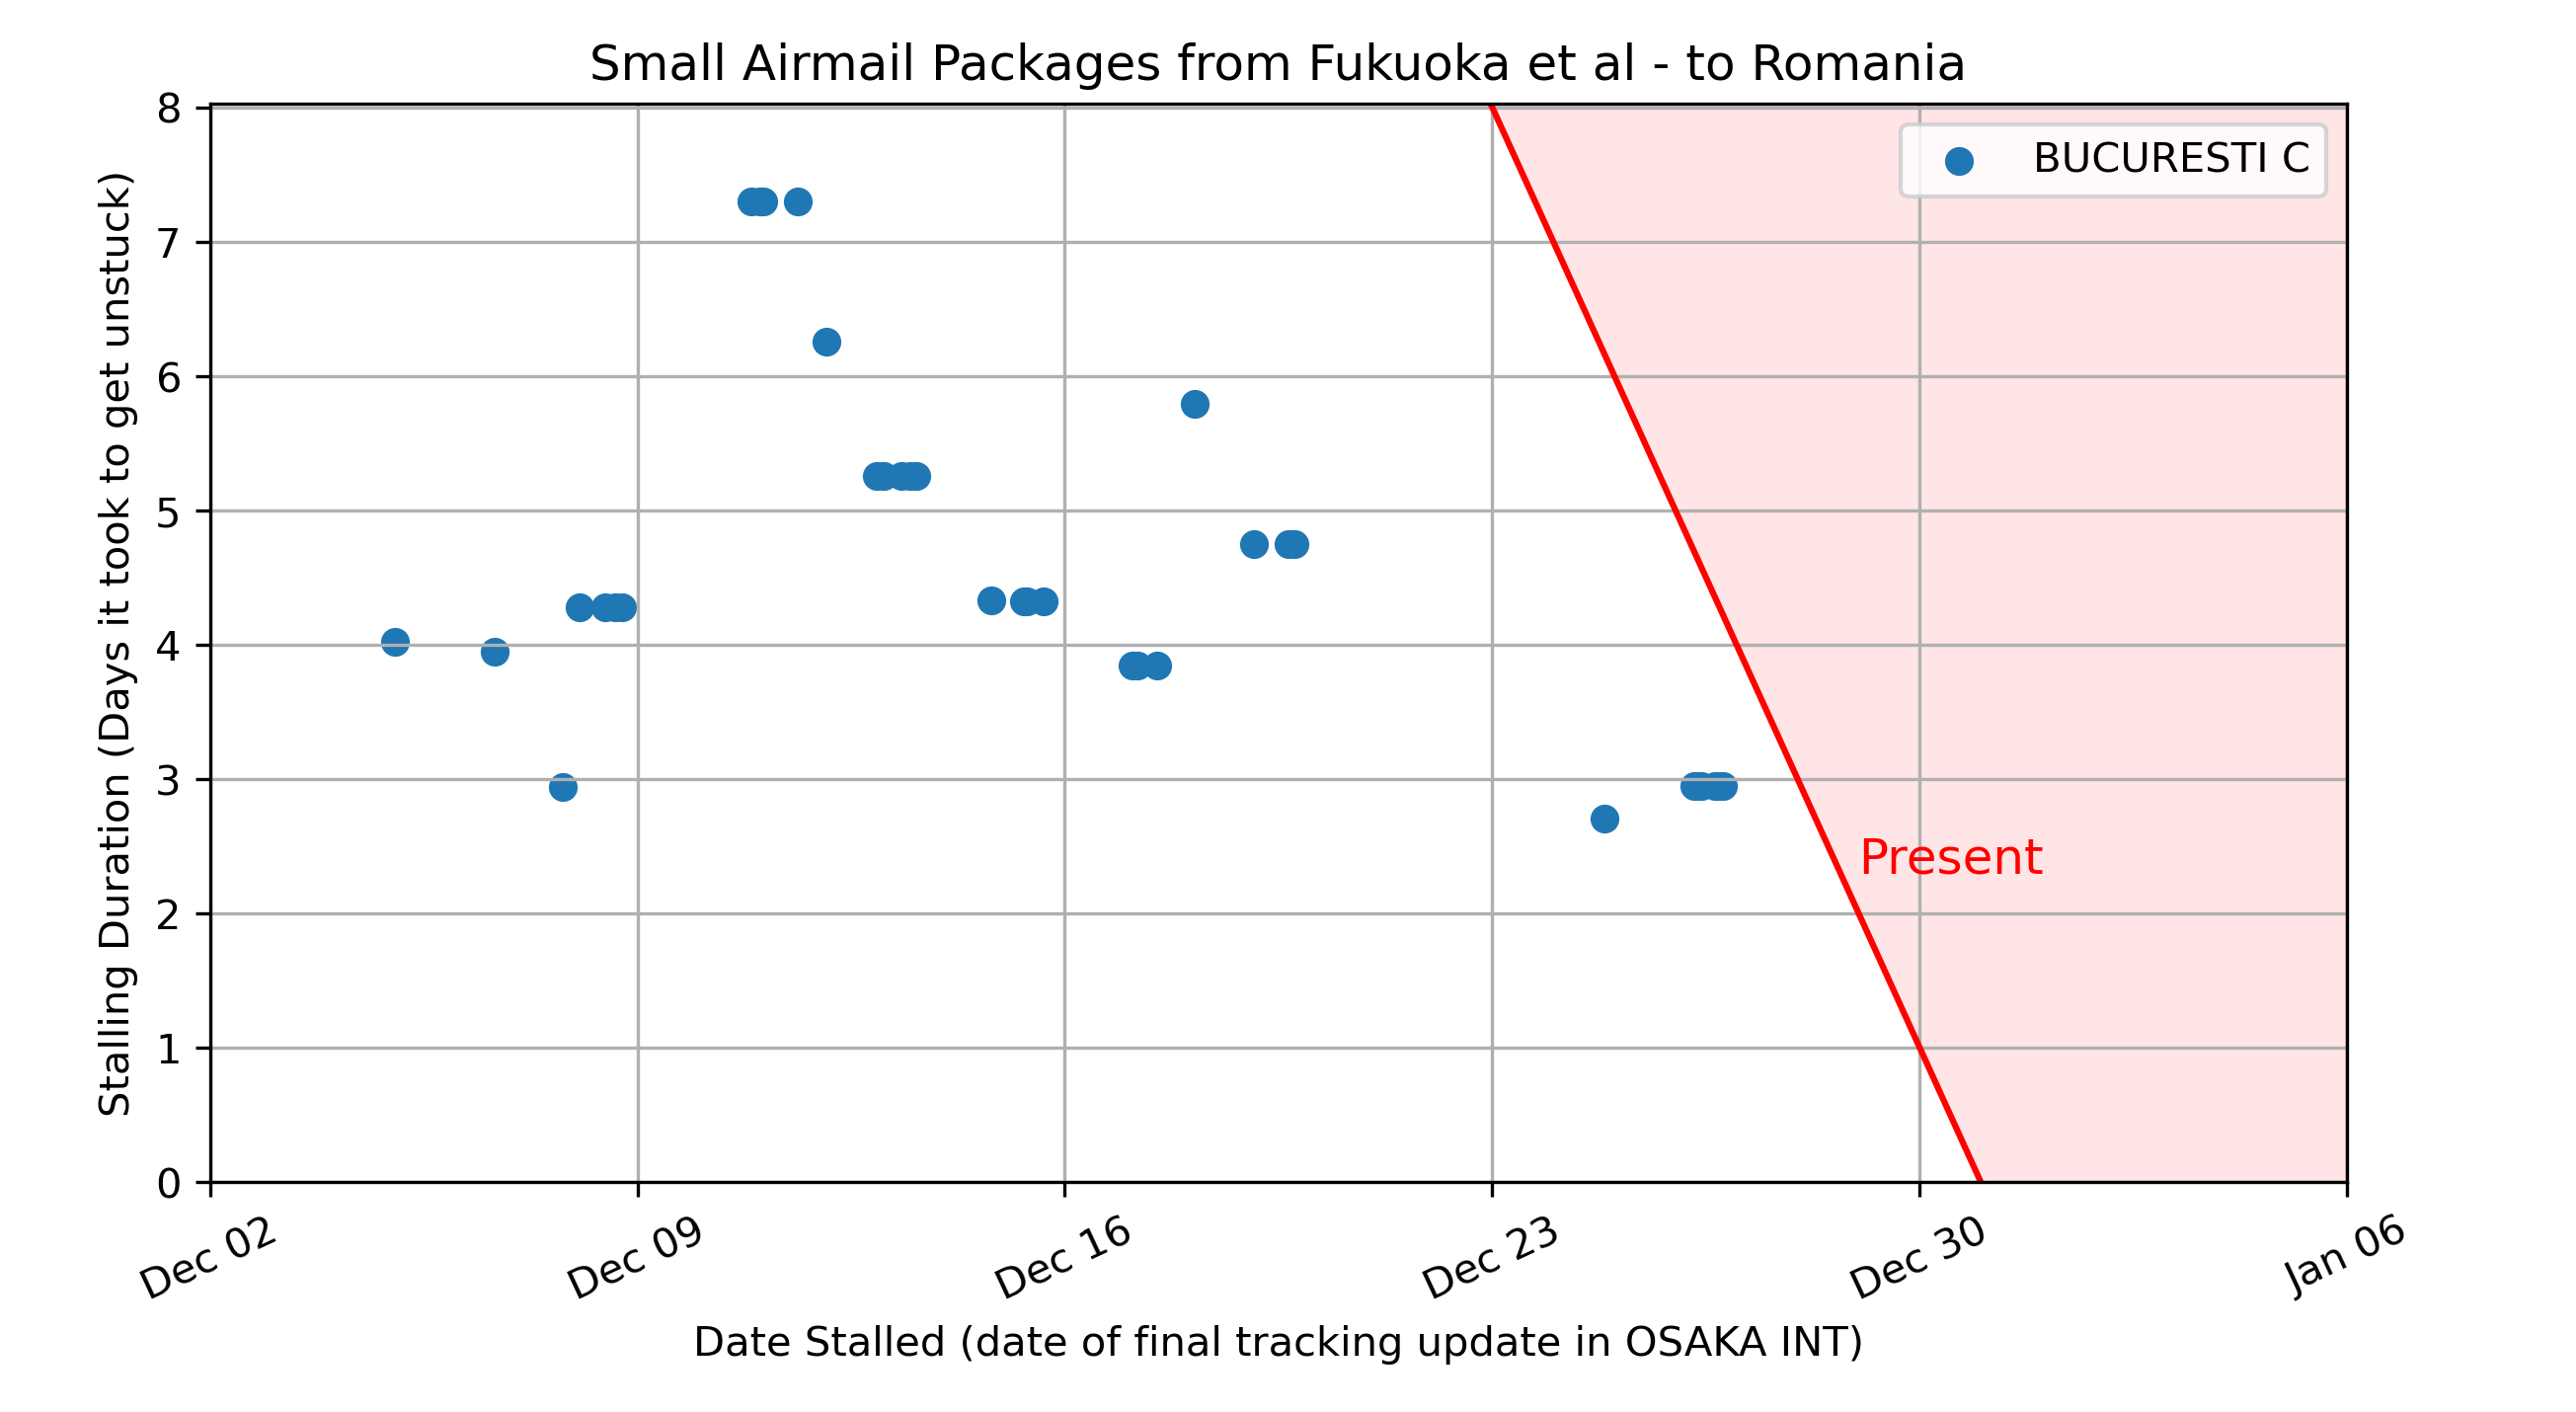 Small Airmail Packages from Fukuoka et al - to Romania
BUCURESTI C
Stalling Duration (Days it took to get unstuck)
8
7
6
5
4
3
2
1
0
Present
Dec 02
Dec 09
Dec 16
Dec 23
Dec 30
Jan 06
Date Stalled (date of final tracking update in OSAKA INT)